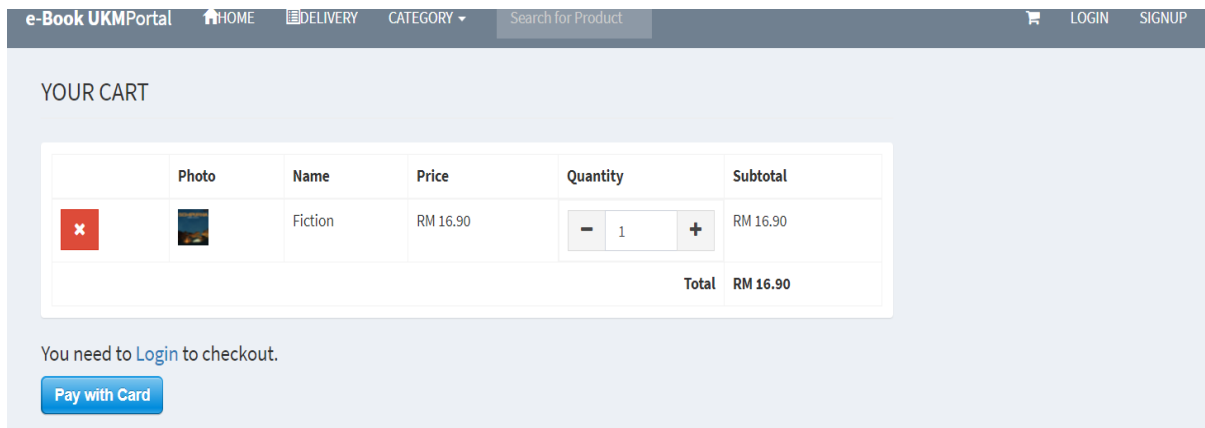 e-Book UKMPortal HOME DELIVERY CATEGORY Search for Product LOGIN SIGNUP
YOUR CART
Photo Name Price Quantity Subtotal
Fiction RM 16.90 1 RM 16.90
Total RM 16.90
You need to Login to checkout.
Pay with Card